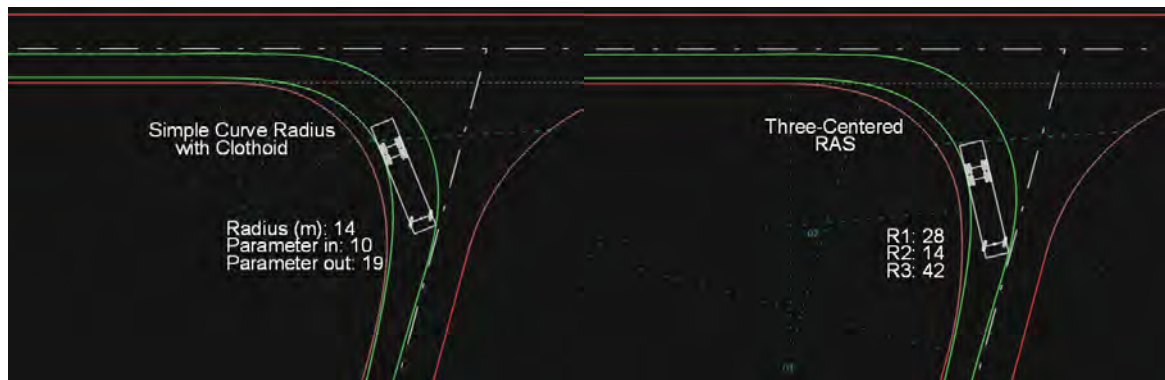 Simple Curve Radius
with Clothoid
Radius (m): 14
Parameter in: 10
Parameter out: 19
Three-Centered
RAS
R1: 28
R2: 14
R3: 42